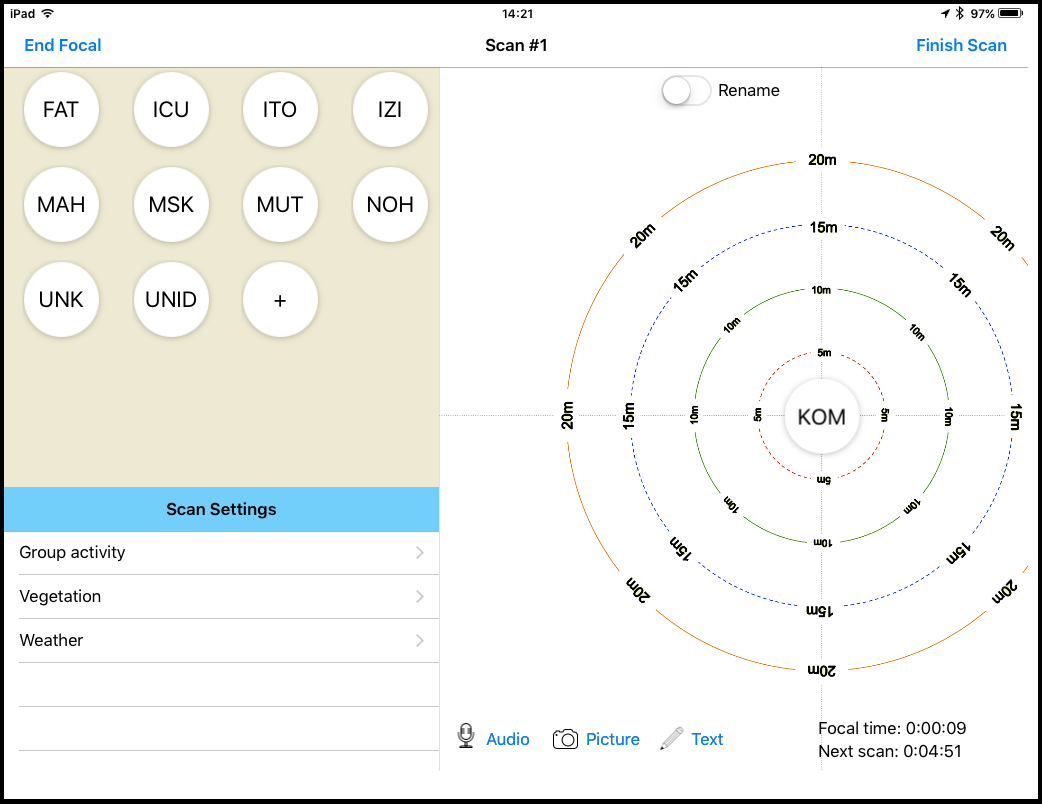 iPad 14:21 97%
End Focal Scan #1 Finish Scan
FAT ICU ITO IZI
MAH MSK MUT NOH
UNK UNID +
Scan Settings
Group activity
Vegetation
Weather
Rename
20m
20m 20m
15m
15m 15m
10m
10m 10m
5m
20m 15m 10m 5m KOM 5m 10m 15m
5m
10m 10m
10m
15m 15m
20m 20m
15m
20m
Audio Picture Text
Focal time: 0:00:09
Next scan: 0:04:51